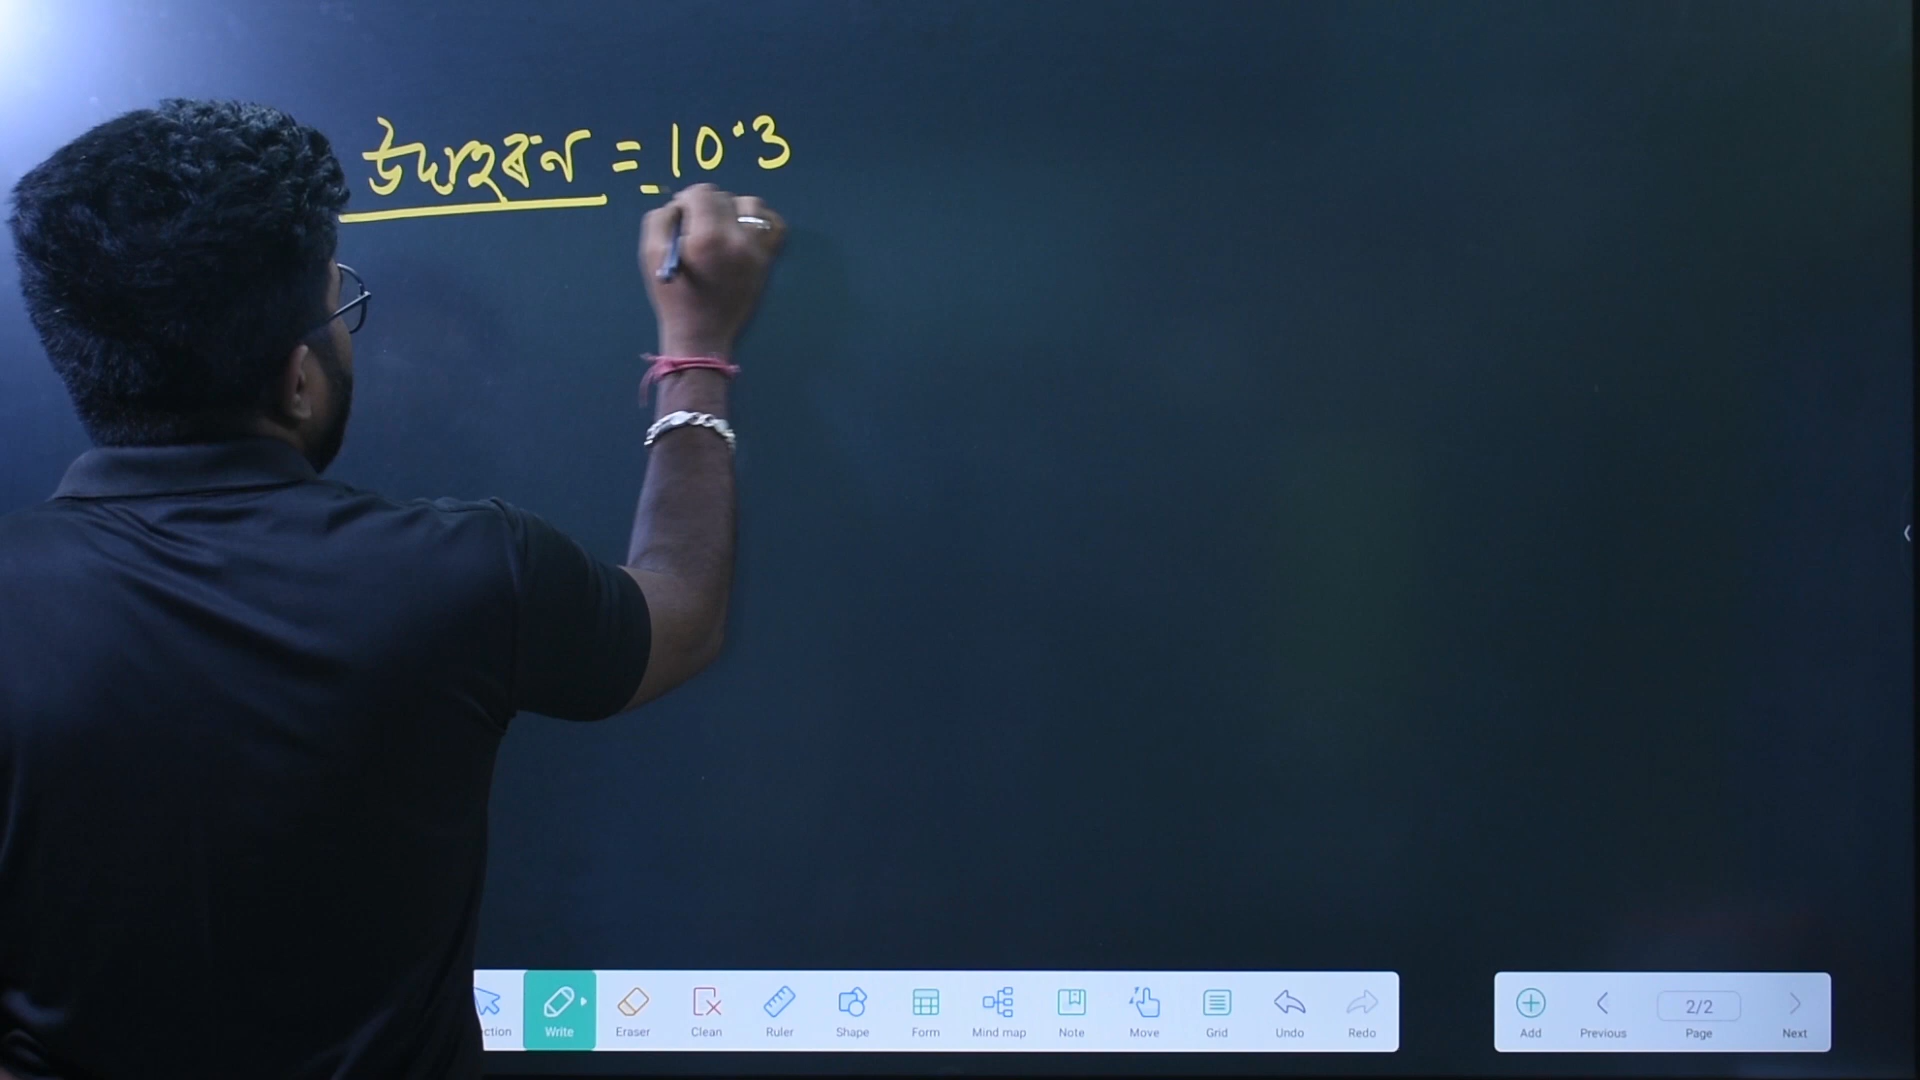 উদাহৰণ = 10.3
ction Write Eraser Clean Ruler Shape Form Mind map Note Move Grid Undo Redo
Add Previous 2/2 Page Next